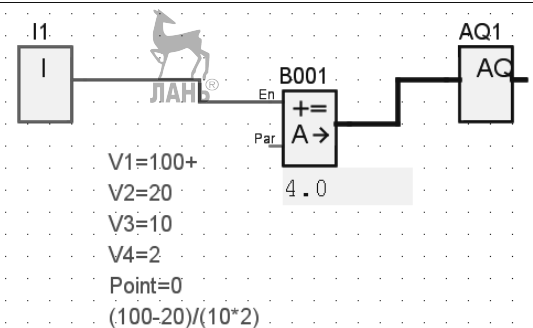 I1
I
ЛАНЬ®
AQ1
AQ
B001
En
+=
A→
Par
4.0
V1=100+
V2=20
V3=10
V4=2
Point=0
(100-20)/(10*2)